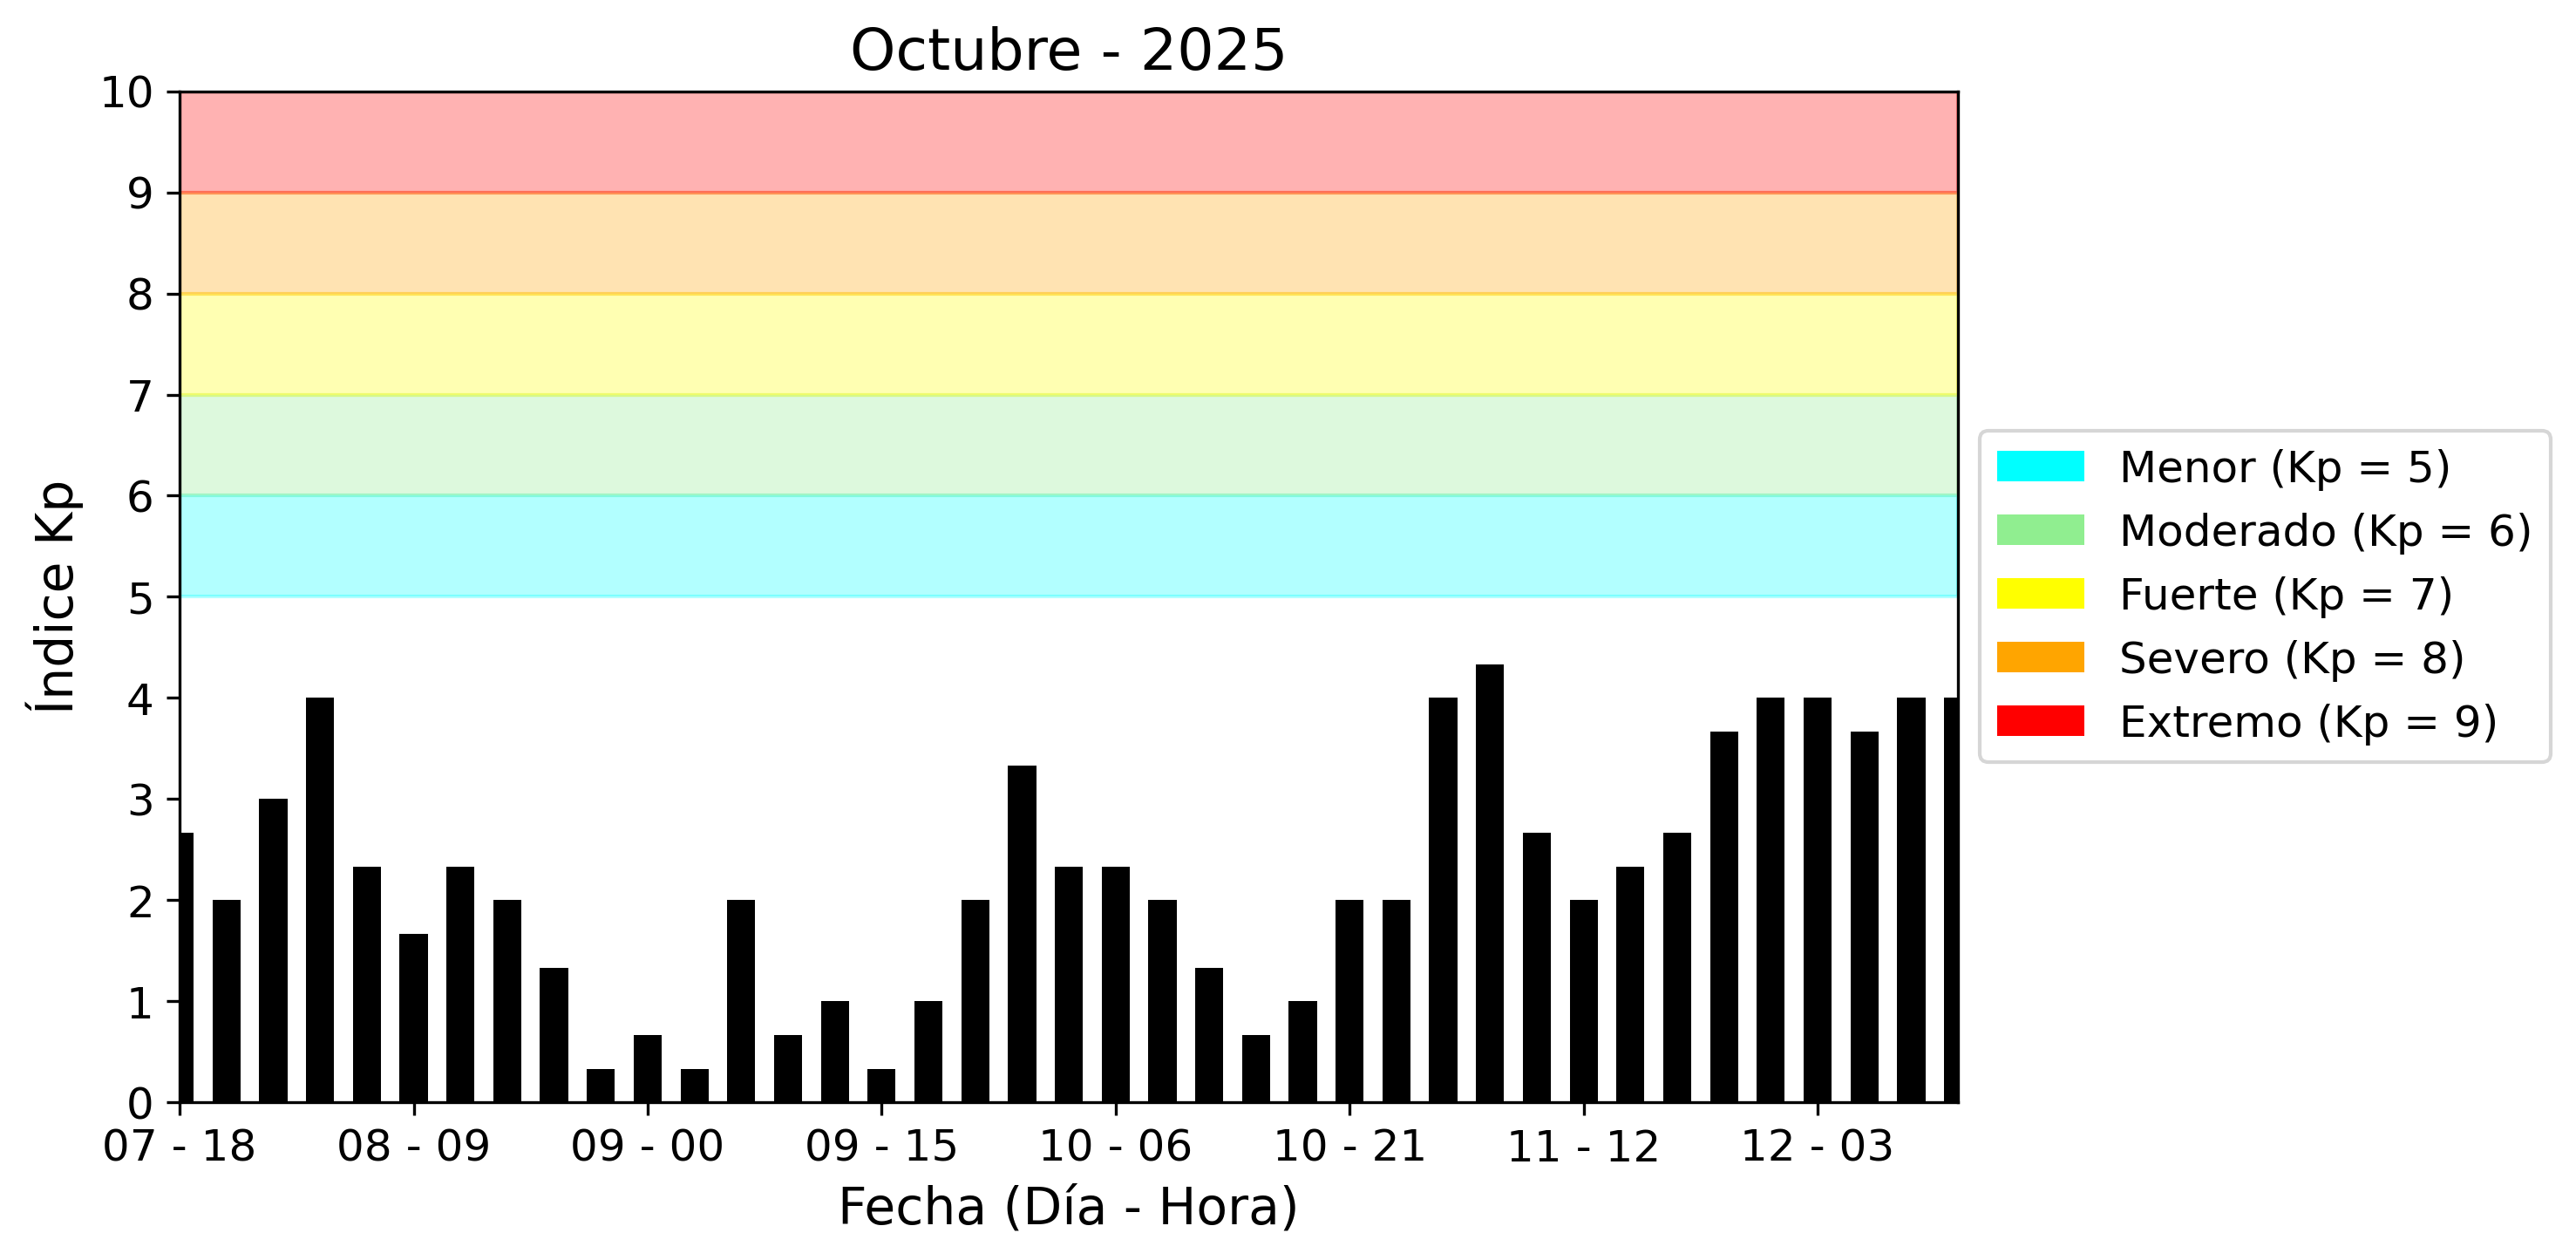 Octubre - 2025
10
9
8
7
6
5
4
3
2
1
0
Índice Kp
07 - 18
08 - 09
09 - 00
09 - 15
10 - 06
10 - 21
11 - 12
12 - 03
Fecha (Día - Hora)
Menor (Kp = 5)
Moderado (Kp = 6)
Fuerte (Kp = 7)
Severo (Kp = 8)
Extremo (Kp = 9)